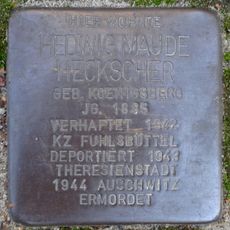 HIER WOHNTE
HEDWIG MAUDE
HECKSCHER
GEB. KOENIGSBERG
JG. 1885
VERHAFTET 1942
KZ FUHLSBÜTTEL
DEPORTIERT 1943
THERESIENSTADT
1944 AUSCHWITZ
ERMORDET